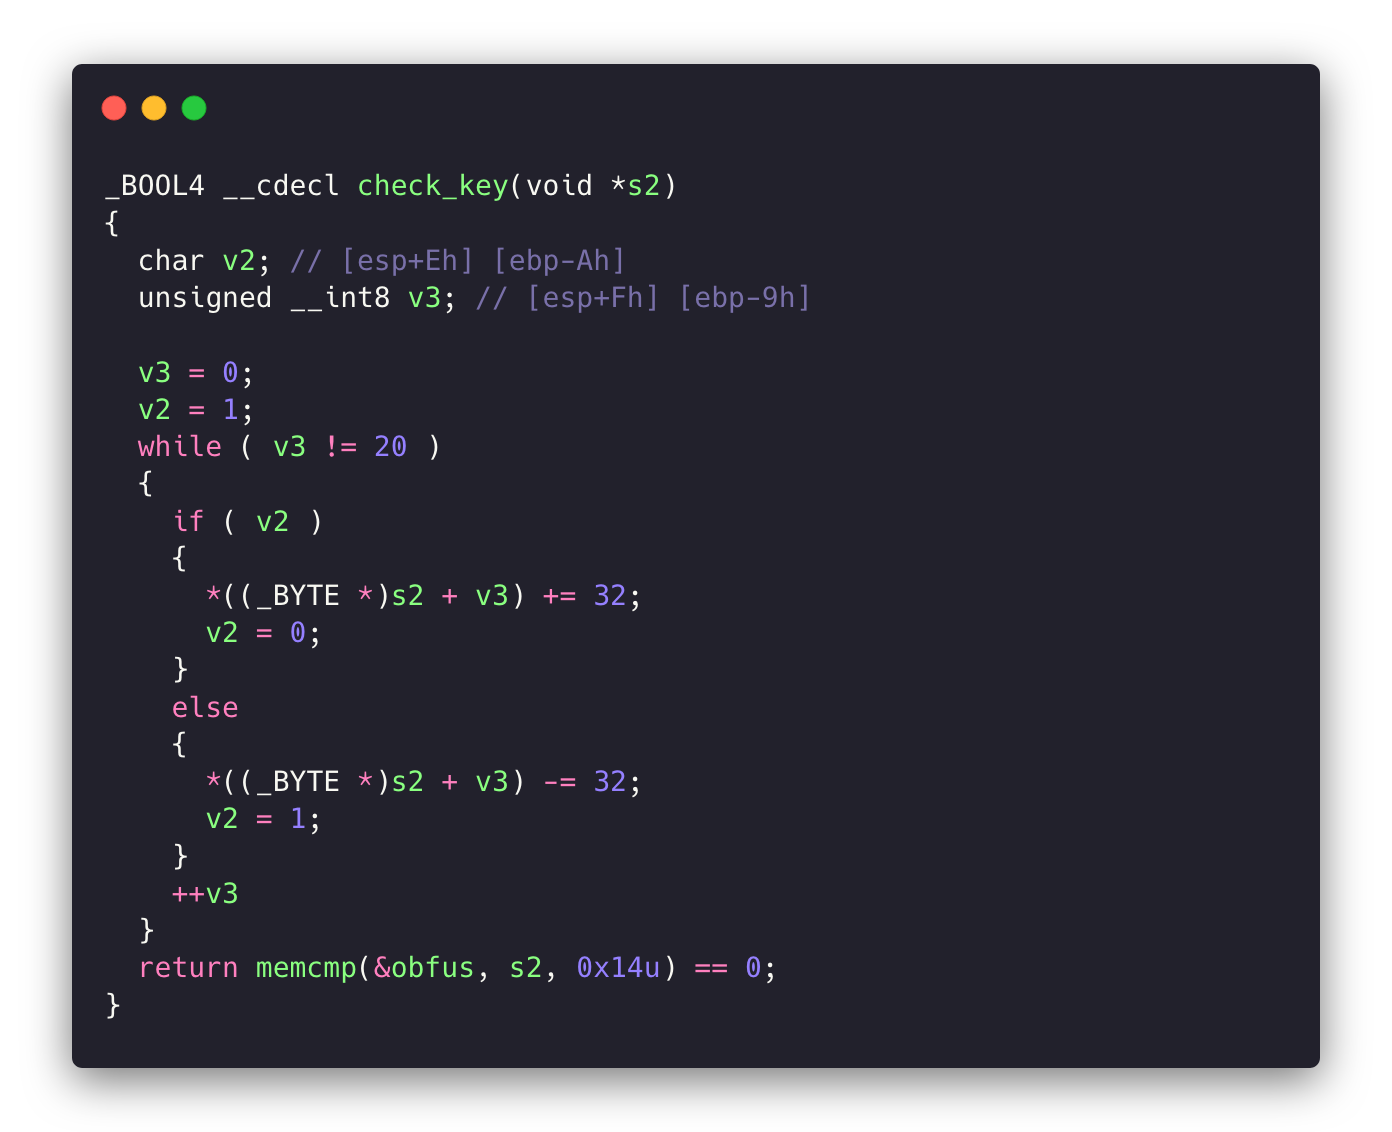 _BOOL4 __cdecl check_key(void *s2)
{
  char v2; // [esp+Eh] [ebp-Ah]
  unsigned __int8 v3; // [esp+Fh] [ebp-9h]

  v3 = 0;
  v2 = 1;
  while ( v3 != 20 )
  {
    if ( v2 )
    {
      *((_BYTE *)s2 + v3) += 32;
      v2 = 0;
    }
    else
    {
      *((_BYTE *)s2 + v3) -= 32;
      v2 = 1;
    }
    ++v3
  }
  return memcmp(&obfus, s2, 0x14u) == 0;
}